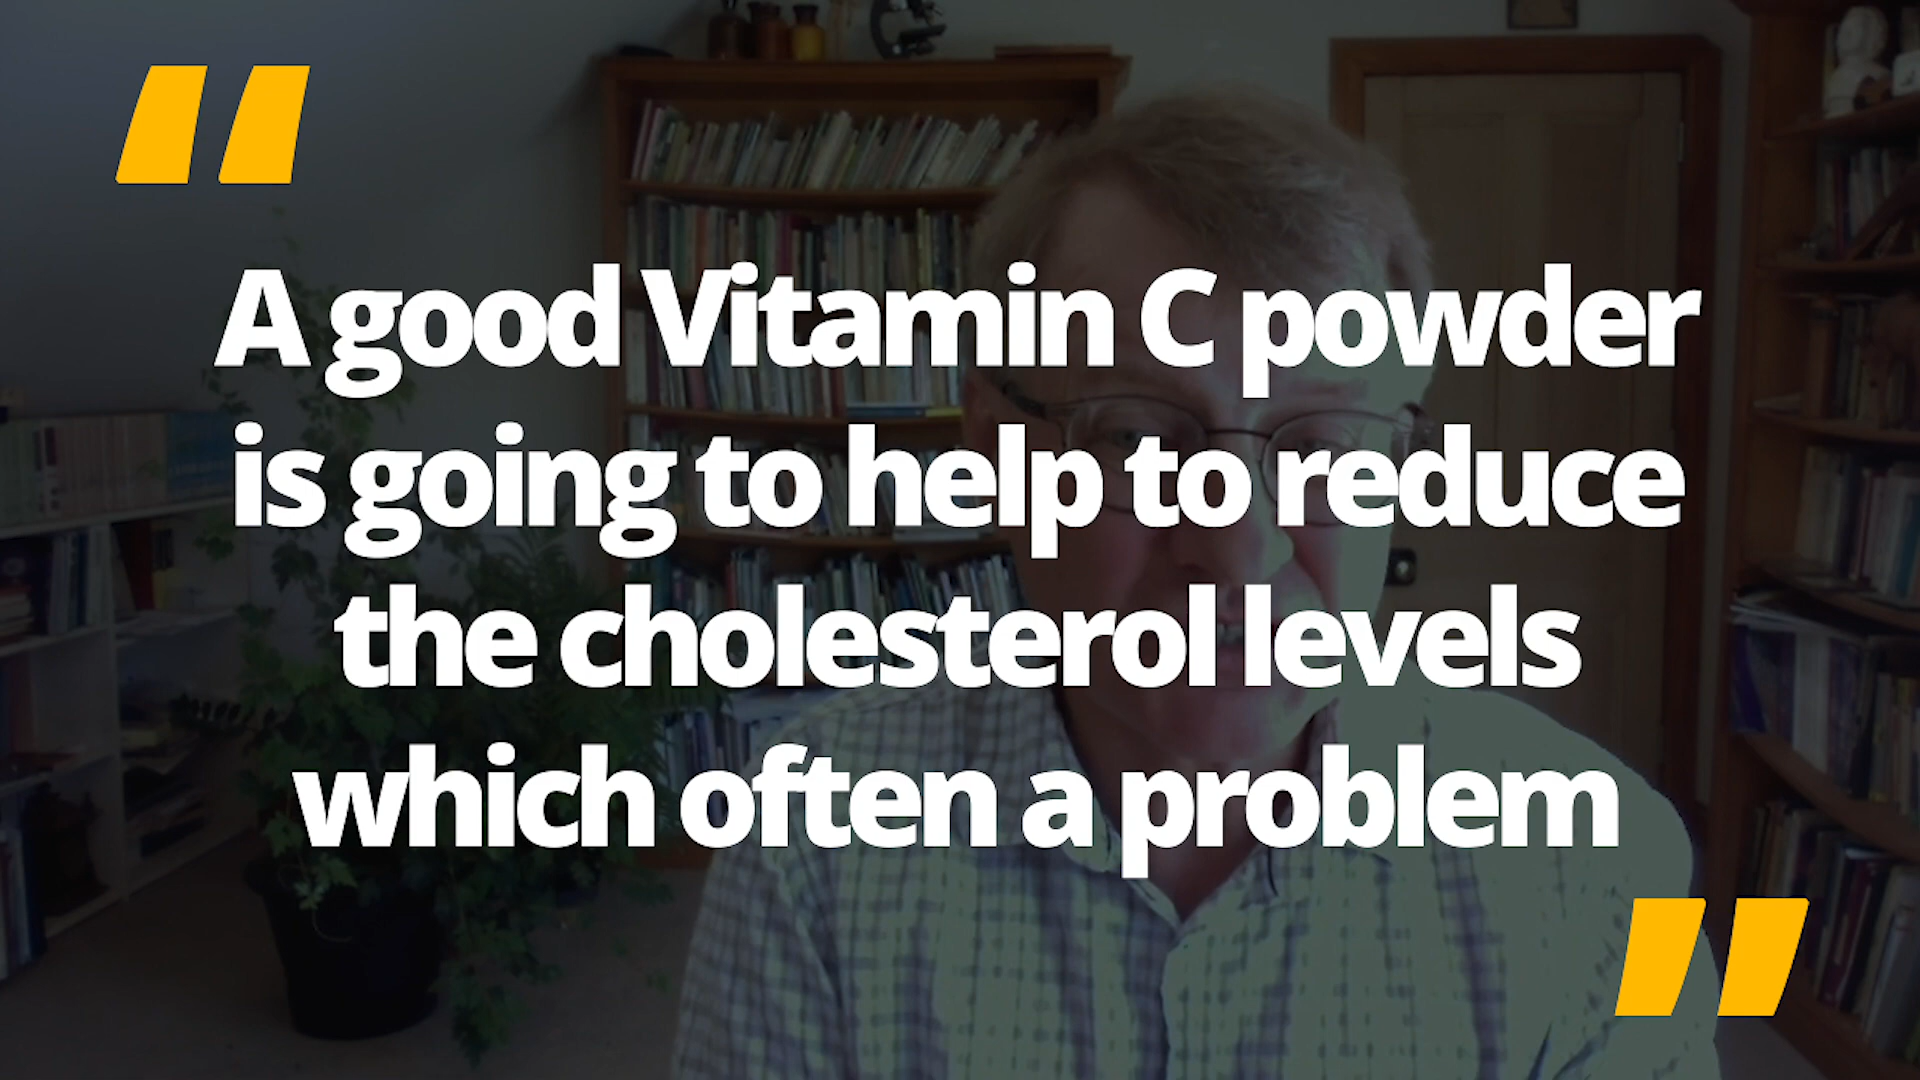 A good Vitamin C powder
is going to help to reduce
the cholesterol levels
which often a problem